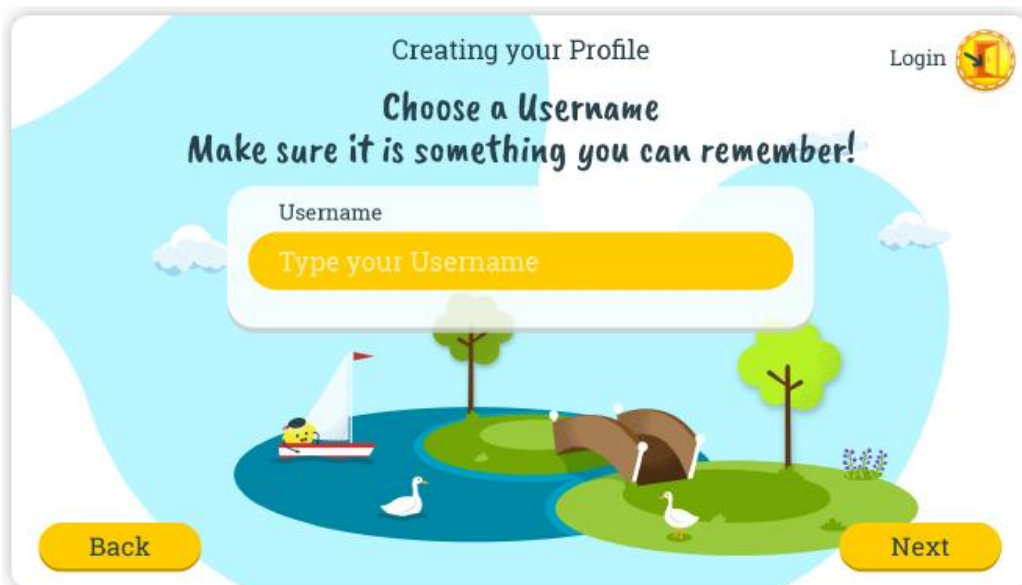 Creating your Profile
Login
Choose a Username
Make sure it is something you can remember!
Username
Type your Username
Back
Next